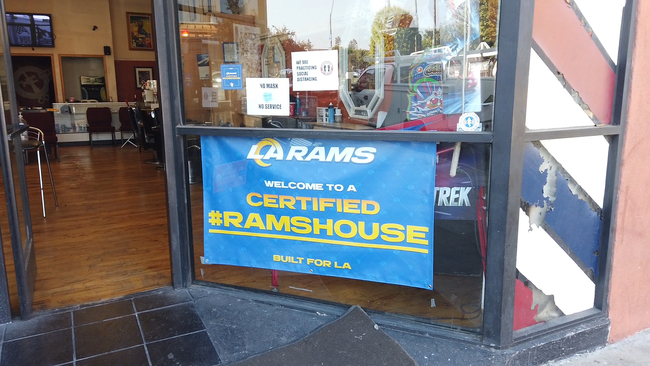 WE ARE
PRACTICING
SOCIAL
DISTANCING
NO MASK
NO SERVICE
LA RAMS
WELCOME TO A
CERTIFIED
#RAMSHOUSE
BUILT FOR LA
TREK